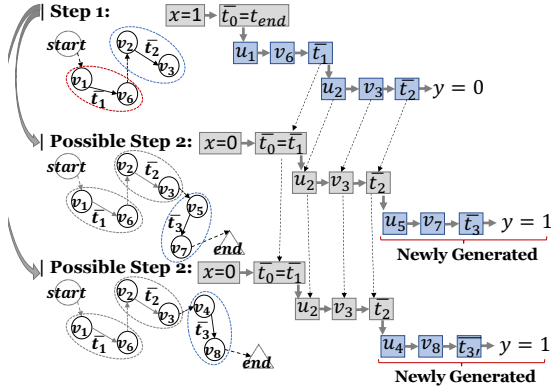 Step 1:
x=1 t̄₀=t_end
start
v₁ t̄₁ v₆ v₂ t̄₂ v₃
u₁ v₆ t̄₁
u₂ v₃ t̄₂ y = 0
Possible Step 2:
x=0 t̄₀=t̄₁
start
v₁ t̄₁ v₆ v₂ t̄₂ v₃ v₅ t̄₃ v₇ end
u₂ v₃ t̄₂
u₅ v₇ t̄₃ y = 1
Newly Generated
Possible Step 2:
x=0 t̄₀=t̄₁
start
v₁ t̄₁ v₆ v₂ t̄₂ v₃ v₄ t̄₃ v₈ end
u₂ v₃ t̄₂
u₄ v₈ t̄₃, y = 1
Newly Generated